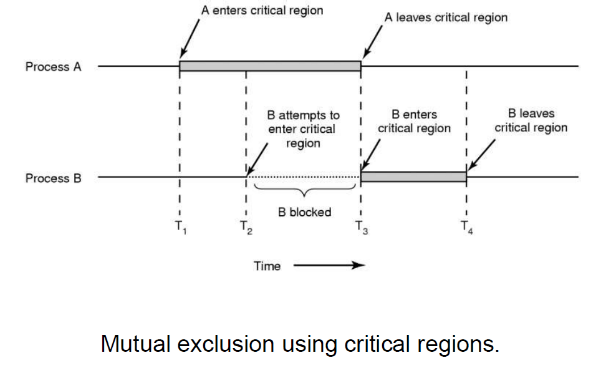 A enters critical region
A leaves critical region
Process A
B attempts to
enter critical
region
B enters
critical region
B leaves
critical region
Process B
B blocked
T1
T2
T3
T4
Time
Mutual exclusion using critical regions.